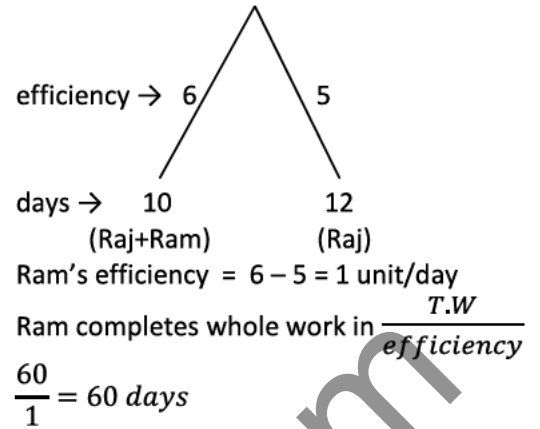 efficiency → 6 5
days → 10 12
(Raj+Ram) (Raj)
Ram's efficiency = 6 – 5 = 1 unit/day
Ram completes whole work in T.W / efficiency
60 / 1 = 60 days